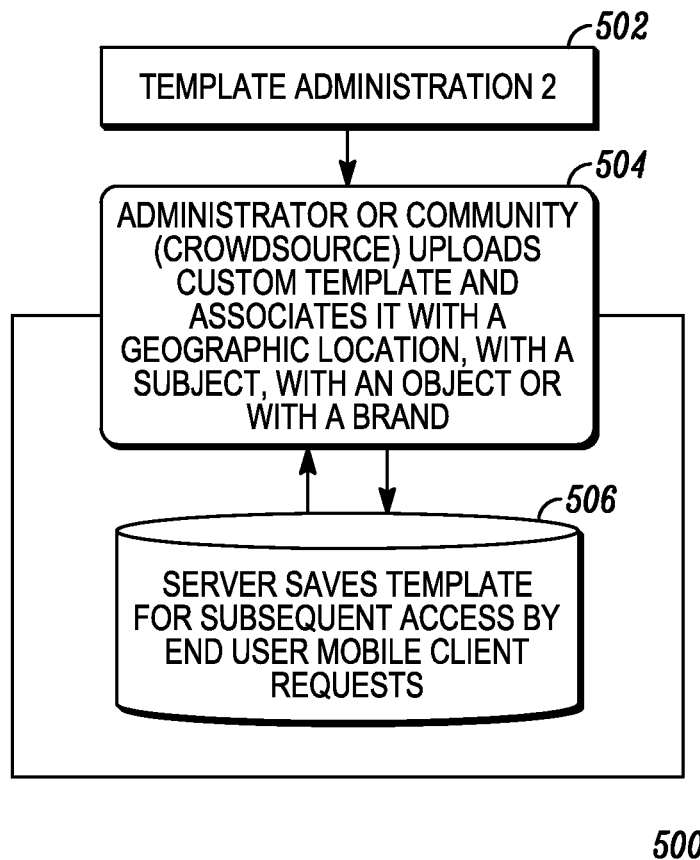 502
TEMPLATE ADMINISTRATION 2
504
ADMINISTRATOR OR COMMUNITY
(CROWDSOURCE) UPLOADS
CUSTOM TEMPLATE AND
ASSOCIATES IT WITH A
GEOGRAPHIC LOCATION, WITH A
SUBJECT, WITH AN OBJECT OR
WITH A BRAND
506
SERVER SAVES TEMPLATE
FOR SUBSEQUENT ACCESS BY
END USER MOBILE CLIENT
REQUESTS
500